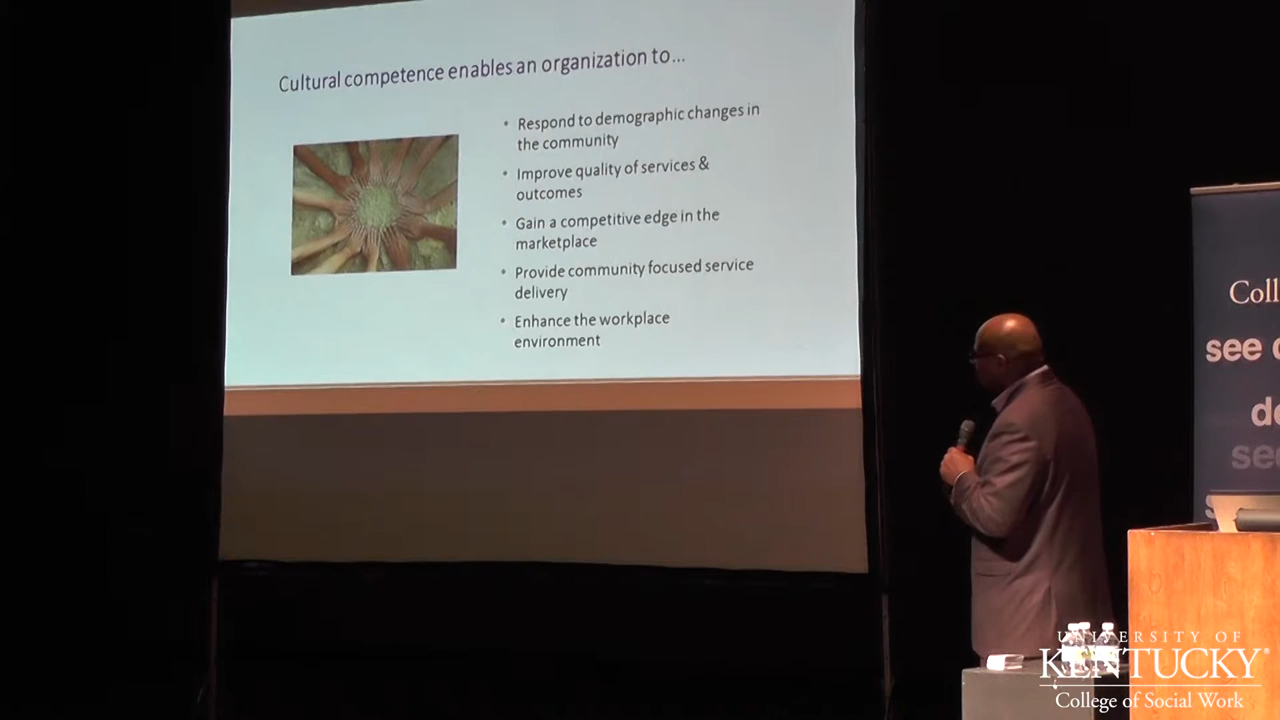 Cultural competence enables an organization to...
• Respond to demographic changes in
the community
• Improve quality of services &
outcomes
• Gain a competitive edge in the
marketplace
• Provide community focused service
delivery
• Enhance the workplace
environment
Coll
see
UNIVERSITY OF
KENTUCKY®
College of Social Work